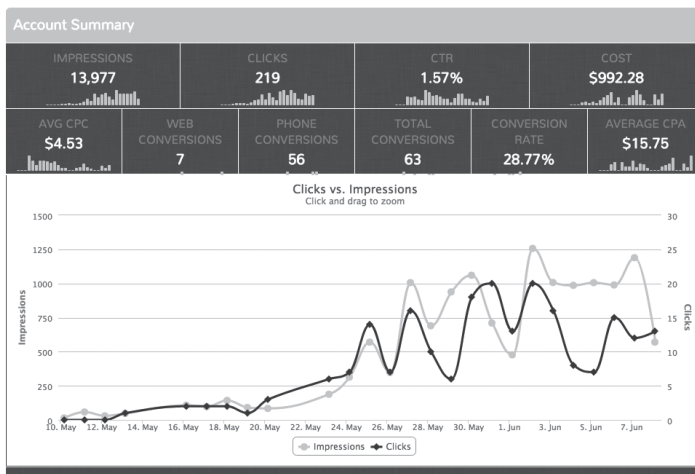 Account Summary
IMPRESSIONS
13,977
CLICKS
219
CTR
1.57%
COST
$992.28
AVG CPC
$4.53
WEB
CONVERSIONS
7
PHONE
CONVERSIONS
56
TOTAL
CONVERSIONS
63
CONVERSION
RATE
28.77%
AVERAGE CPA
$15.75
Clicks vs. Impressions
Click and drag to zoom
Impressions
1500
1250
1000
750
500
250
0
30
25
20
15
10
5
0
Clicks
10. May 12. May 14. May 16. May 18. May 20. May 22. May 24. May 26. May 28. May 30. May 1. Jun 3. Jun 5. Jun 7. Jun
Impressions Clicks